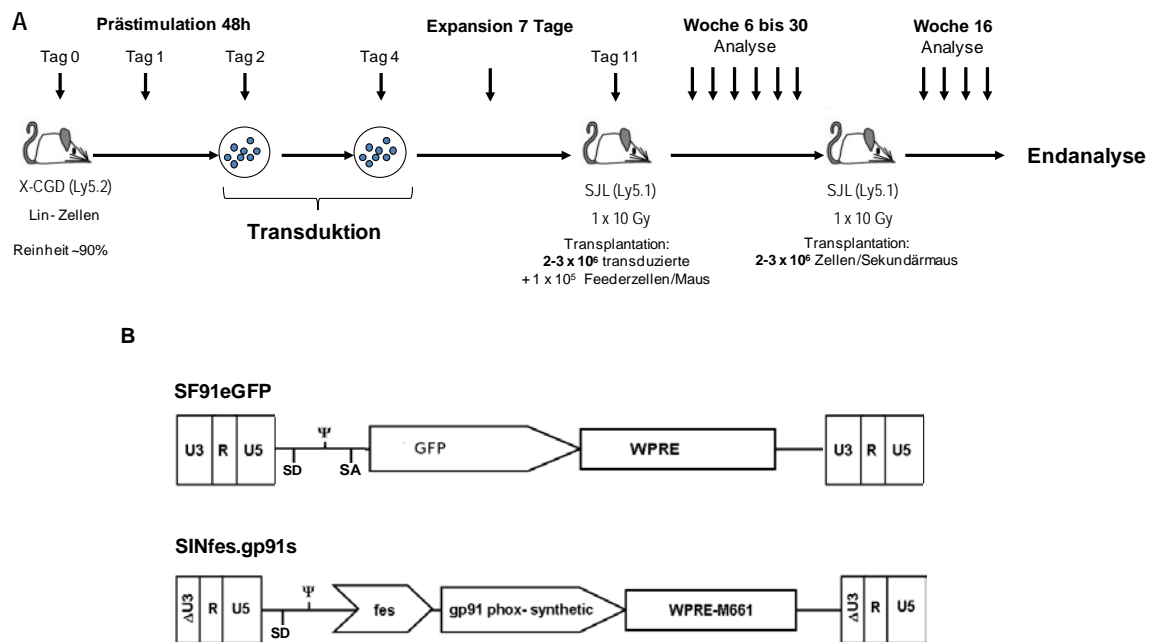 A
Prästimulation 48h
Expansion 7 Tage
Woche 6 bis 30
Analyse
Woche 16
Analyse
Tag 0
Tag 1
Tag 2
Tag 4
Tag 11
Endanalyse
X-CGD (Ly5.2)
Lin- Zellen
Reinheit ~90%
Transduktion
SJL (Ly5.1)
1 x 10 Gy
Transplantation:
2-3 x 10⁶ transduzierte
+ 1 x 10⁵ Feederzellen/Maus
SJL (Ly5.1)
1 x 10 Gy
Transplantation:
2-3 x 10⁶ Zellen/Sekundärmaus
B
SF91eGFP
U3 R U5 SD Ψ SA GFP WPRE U3 R U5
SINfes.gp91s
ΔU3 R U5 SD Ψ fes gp91 phox- synthetic WPRE-M661 ΔU3 R U5